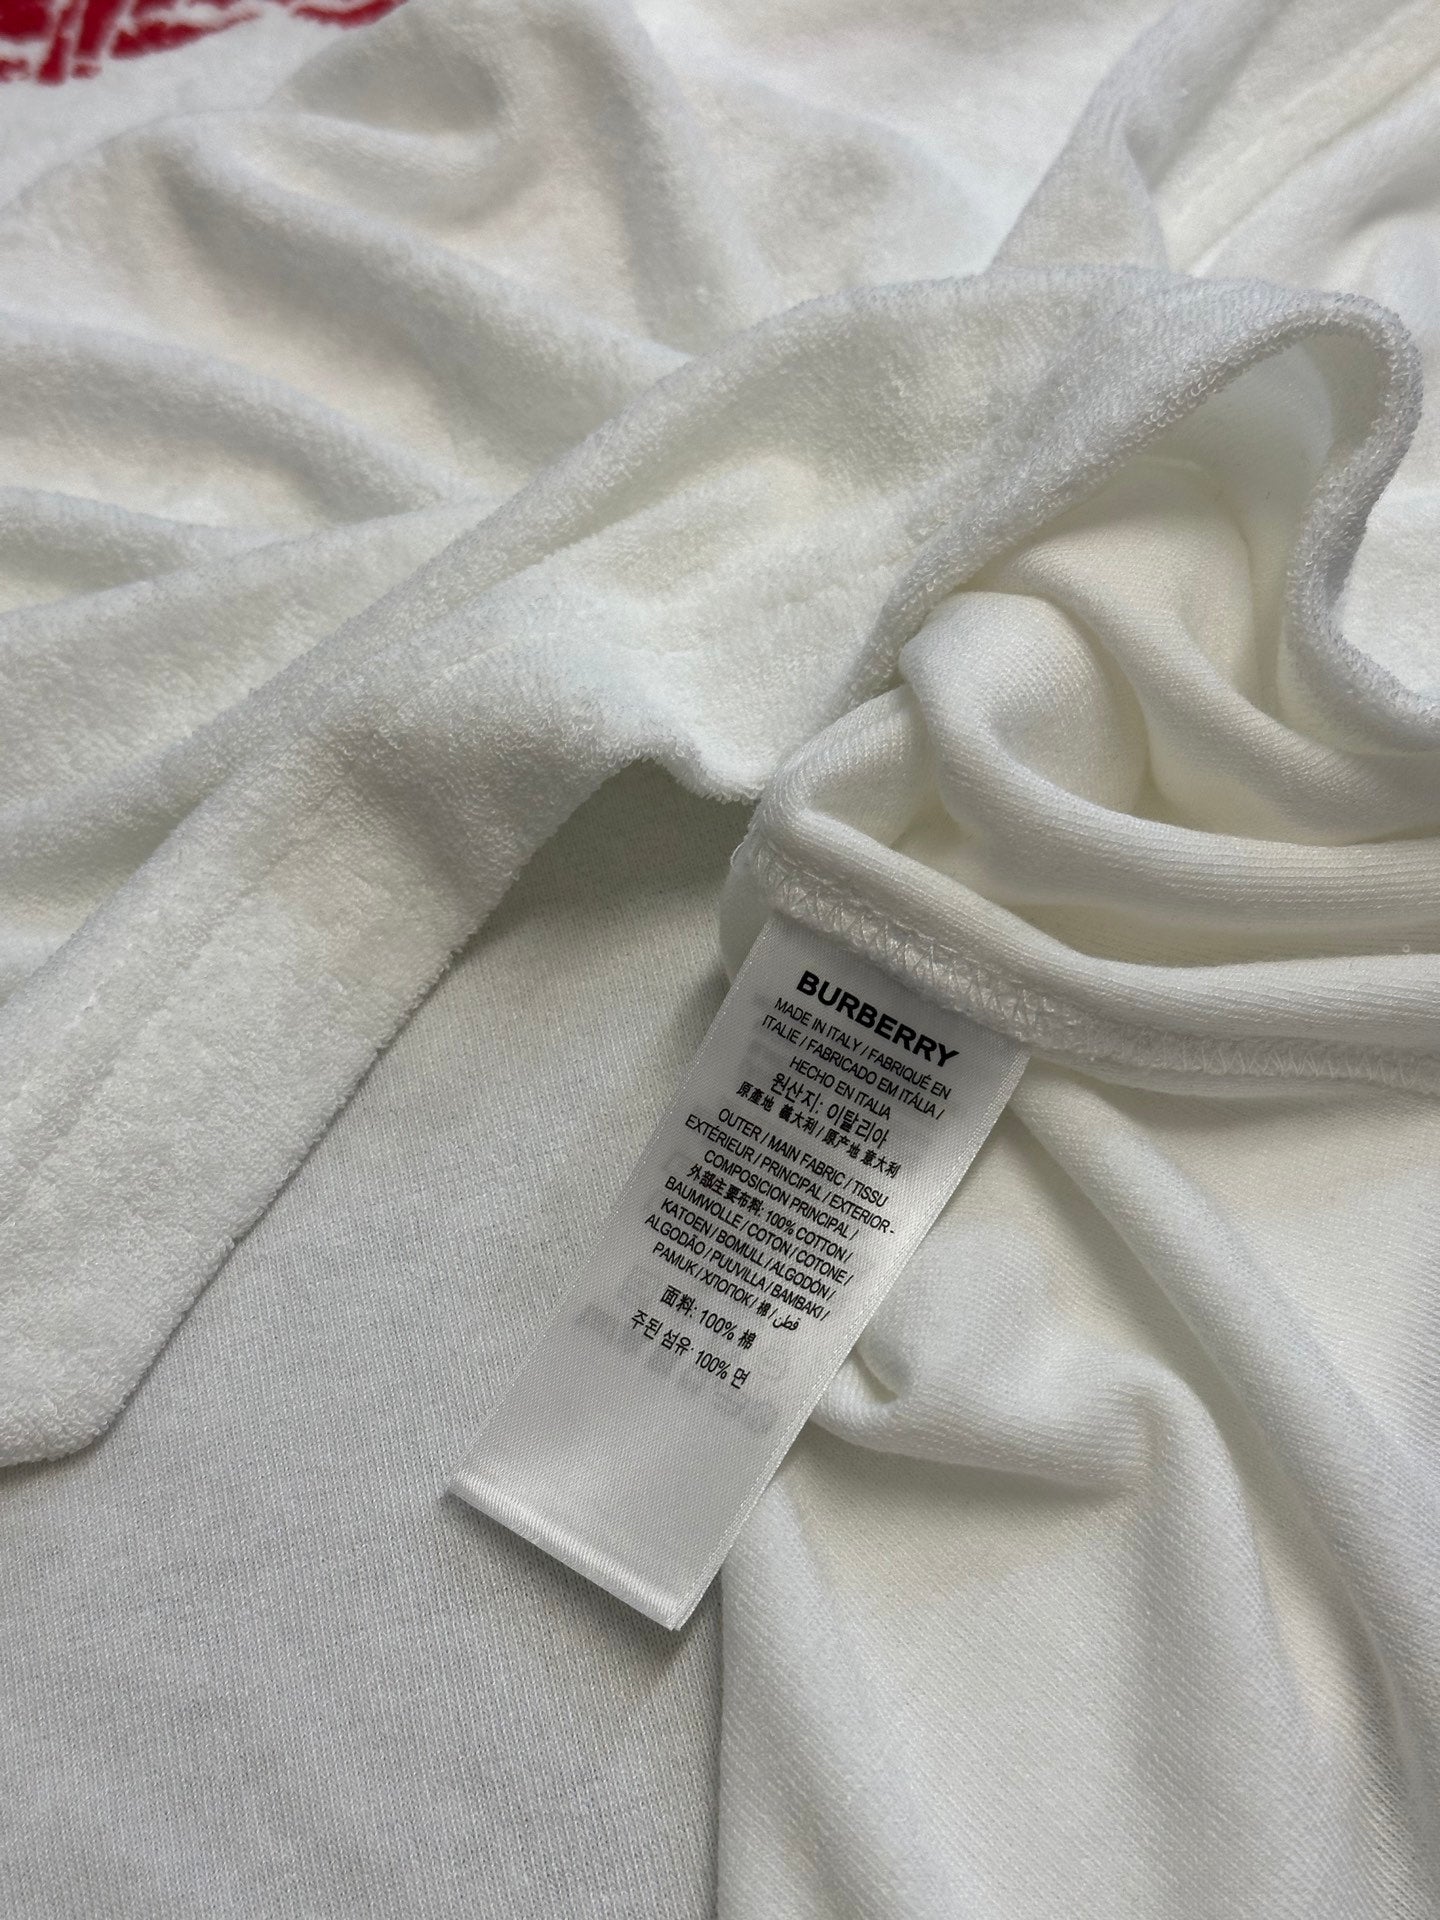 BURBERRY
MADE IN ITALY / FABRIQUÉ EN
ITALIE / FABRICADO EM ITÁLIA /
HECHO EN ITALIA
원산지: 이탈리아
原產地 義大利 / 原产地 意大利
OUTER / MAIN FABRIC / TISSU
EXTÉRIEUR / PRINCIPAL / EXTERIOR -
COMPOSICION PRINCIPAL /
外部主要布料: 100% COTTON /
BAUMWOLLE / COTON / COTONE /
KATOEN / BOMULL / ALGODÓN /
ALGODÃO / PUUVILLA / BAMBAKI /
PAMUK / ХЛОПОК / 棉 / قطن
面料: 100% 棉
주된 섬유: 100% 면